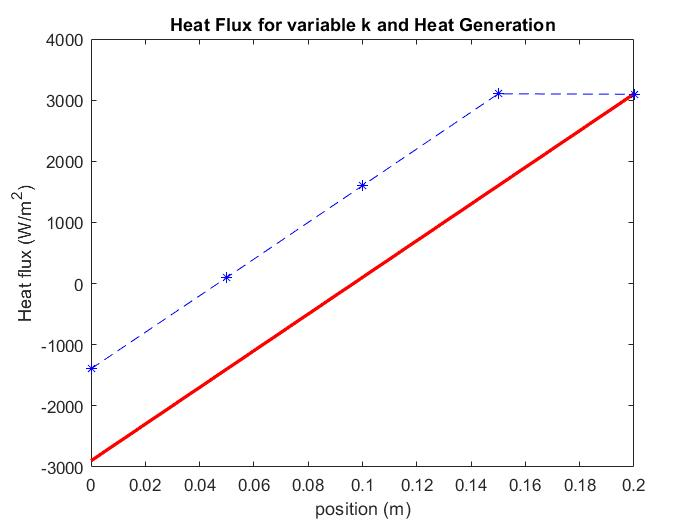 Heat Flux for variable k and Heat Generation
4000
3000
2000
1000
0
-1000
-2000
-3000
Heat flux (W/m²)
0 0.02 0.04 0.06 0.08 0.1 0.12 0.14 0.16 0.18 0.2
position (m)